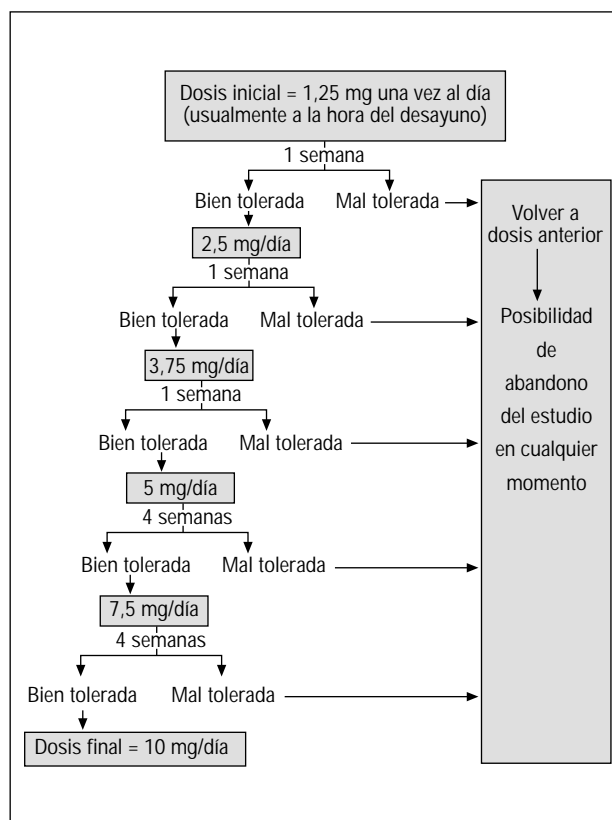 Dosis inicial = 1,25 mg una vez al día
(usualmente a la hora del desayuno)
1 semana
Bien tolerada
Mal tolerada
2,5 mg/día
1 semana
Bien tolerada
Mal tolerada
3,75 mg/día
1 semana
Bien tolerada
Mal tolerada
5 mg/día
4 semanas
Bien tolerada
Mal tolerada
7,5 mg/día
4 semanas
Bien tolerada
Mal tolerada
Dosis final = 10 mg/día
Volver a
dosis anterior
Posibilidad
de
abandono
del estudio
en cualquier
momento